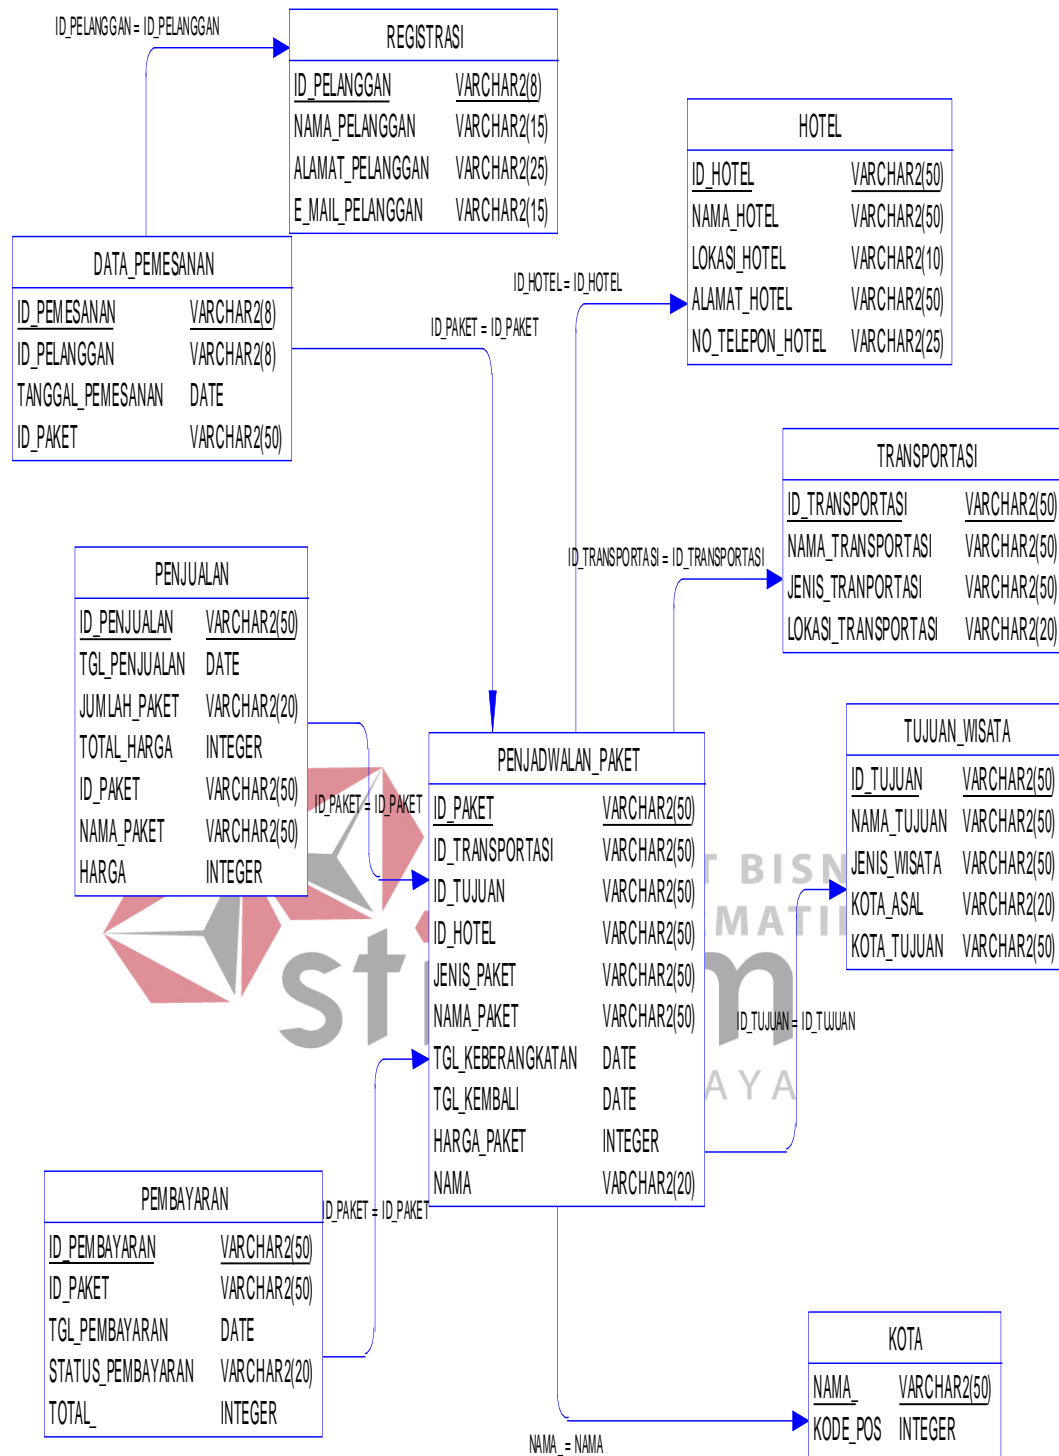 ID_PELANGGAN = ID_PELANGGAN
REGISTRASI
ID_PELANGGAN VARCHAR2(8)
NAMA_PELANGGAN VARCHAR2(15)
ALAMAT_PELANGGAN VARCHAR2(25)
E_MAIL_PELANGGAN VARCHAR2(15)
HOTEL
ID_HOTEL VARCHAR2(50)
NAMA_HOTEL VARCHAR2(50)
LOKASI_HOTEL VARCHAR2(10)
ALAMAT_HOTEL VARCHAR2(50)
NO_TELEPON_HOTEL VARCHAR2(25)
DATA_PEMESANAN
ID_PEMESANAN VARCHAR2(8)
ID_PELANGGAN VARCHAR2(8)
TANGGAL_PEMESANAN DATE
ID_PAKET VARCHAR2(50)
ID_HOTEL = ID_HOTEL
ID_PAKET = ID_PAKET
TRANSPORTASI
ID_TRANSPORTASI VARCHAR2(50)
NAMA_TRANSPORTASI VARCHAR2(50)
JENIS_TRANPORTASI VARCHAR2(50)
LOKASI_TRANSPORTASI VARCHAR2(20)
ID_TRANSPORTASI = ID_TRANSPORTASI
PENJUALAN
ID_PENJUALAN VARCHAR2(50)
TGL_PENJUALAN DATE
JUMLAH_PAKET VARCHAR2(20)
TOTAL_HARGA INTEGER
ID_PAKET VARCHAR2(50)
NAMA_PAKET VARCHAR2(50)
HARGA INTEGER
ID_PAKET = ID_PAKET
PENJADWALAN_PAKET
ID_PAKET VARCHAR2(50)
ID_TRANSPORTASI VARCHAR2(50)
ID_TUJUAN VARCHAR2(50)
ID_HOTEL VARCHAR2(50)
JENIS_PAKET VARCHAR2(50)
NAMA_PAKET VARCHAR2(50)
TGL_KEBERANGKATAN DATE
TGL_KEMBALI DATE
HARGA_PAKET INTEGER
NAMA VARCHAR2(20)
TUJUAN_WISATA
ID_TUJUAN VARCHAR2(50)
NAMA_TUJUAN VARCHAR2(50)
JENIS_WISATA VARCHAR2(50)
KOTA_ASAL VARCHAR2(20)
KOTA_TUJUAN VARCHAR2(50)
T BISN
MATI
st m
AYA
ID_TUJUAN = ID_TUJUAN
PEMBAYARAN
ID_PEMBAYARAN VARCHAR2(50)
ID_PAKET VARCHAR2(50)
TGL_PEMBAYARAN DATE
STATUS_PEMBAYARAN VARCHAR2(20)
TOTAL_ INTEGER
ID_PAKET = ID_PAKET
KOTA
NAMA_ VARCHAR2(50)
KODE_POS INTEGER
NAMA_ = NAMA